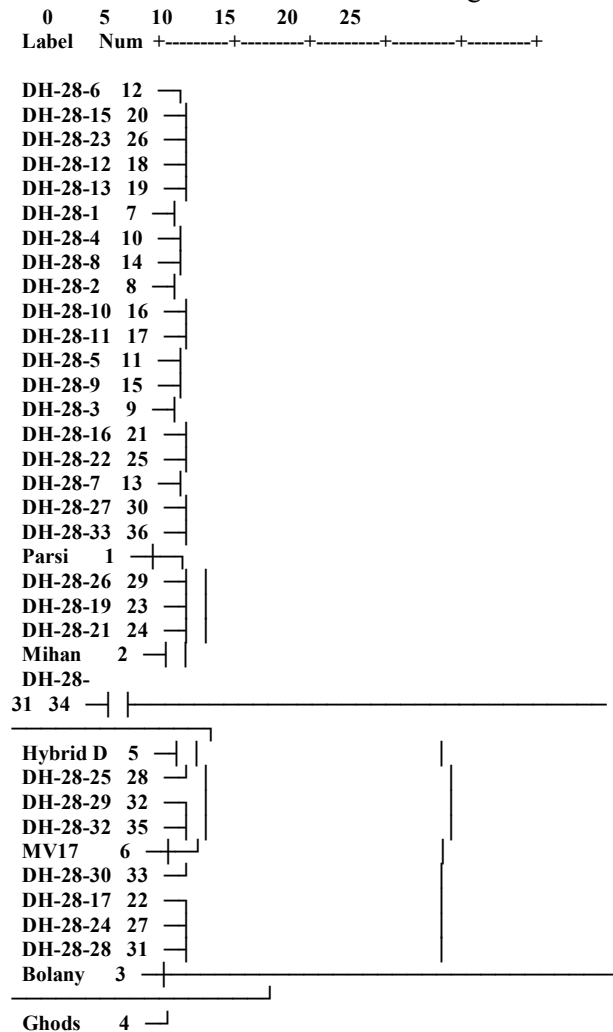 0 5 10 15 20 25
Label Num +---------+---------+---------+---------+---------+
DH-28-6 12
DH-28-15 20
DH-28-23 26
DH-28-12 18
DH-28-13 19
DH-28-1 7
DH-28-4 10
DH-28-8 14
DH-28-2 8
DH-28-10 16
DH-28-11 17
DH-28-5 11
DH-28-9 15
DH-28-3 9
DH-28-16 21
DH-28-22 25
DH-28-7 13
DH-28-27 30
DH-28-33 36
Parsi 1
DH-28-26 29
DH-28-19 23
DH-28-21 24
Mihan 2
DH-28-
31 34
Hybrid D 5
DH-28-25 28
DH-28-29 32
DH-28-32 35
MV17 6
DH-28-30 33
DH-28-17 22
DH-28-24 27
DH-28-28 31
Bolany 3
Ghods 4